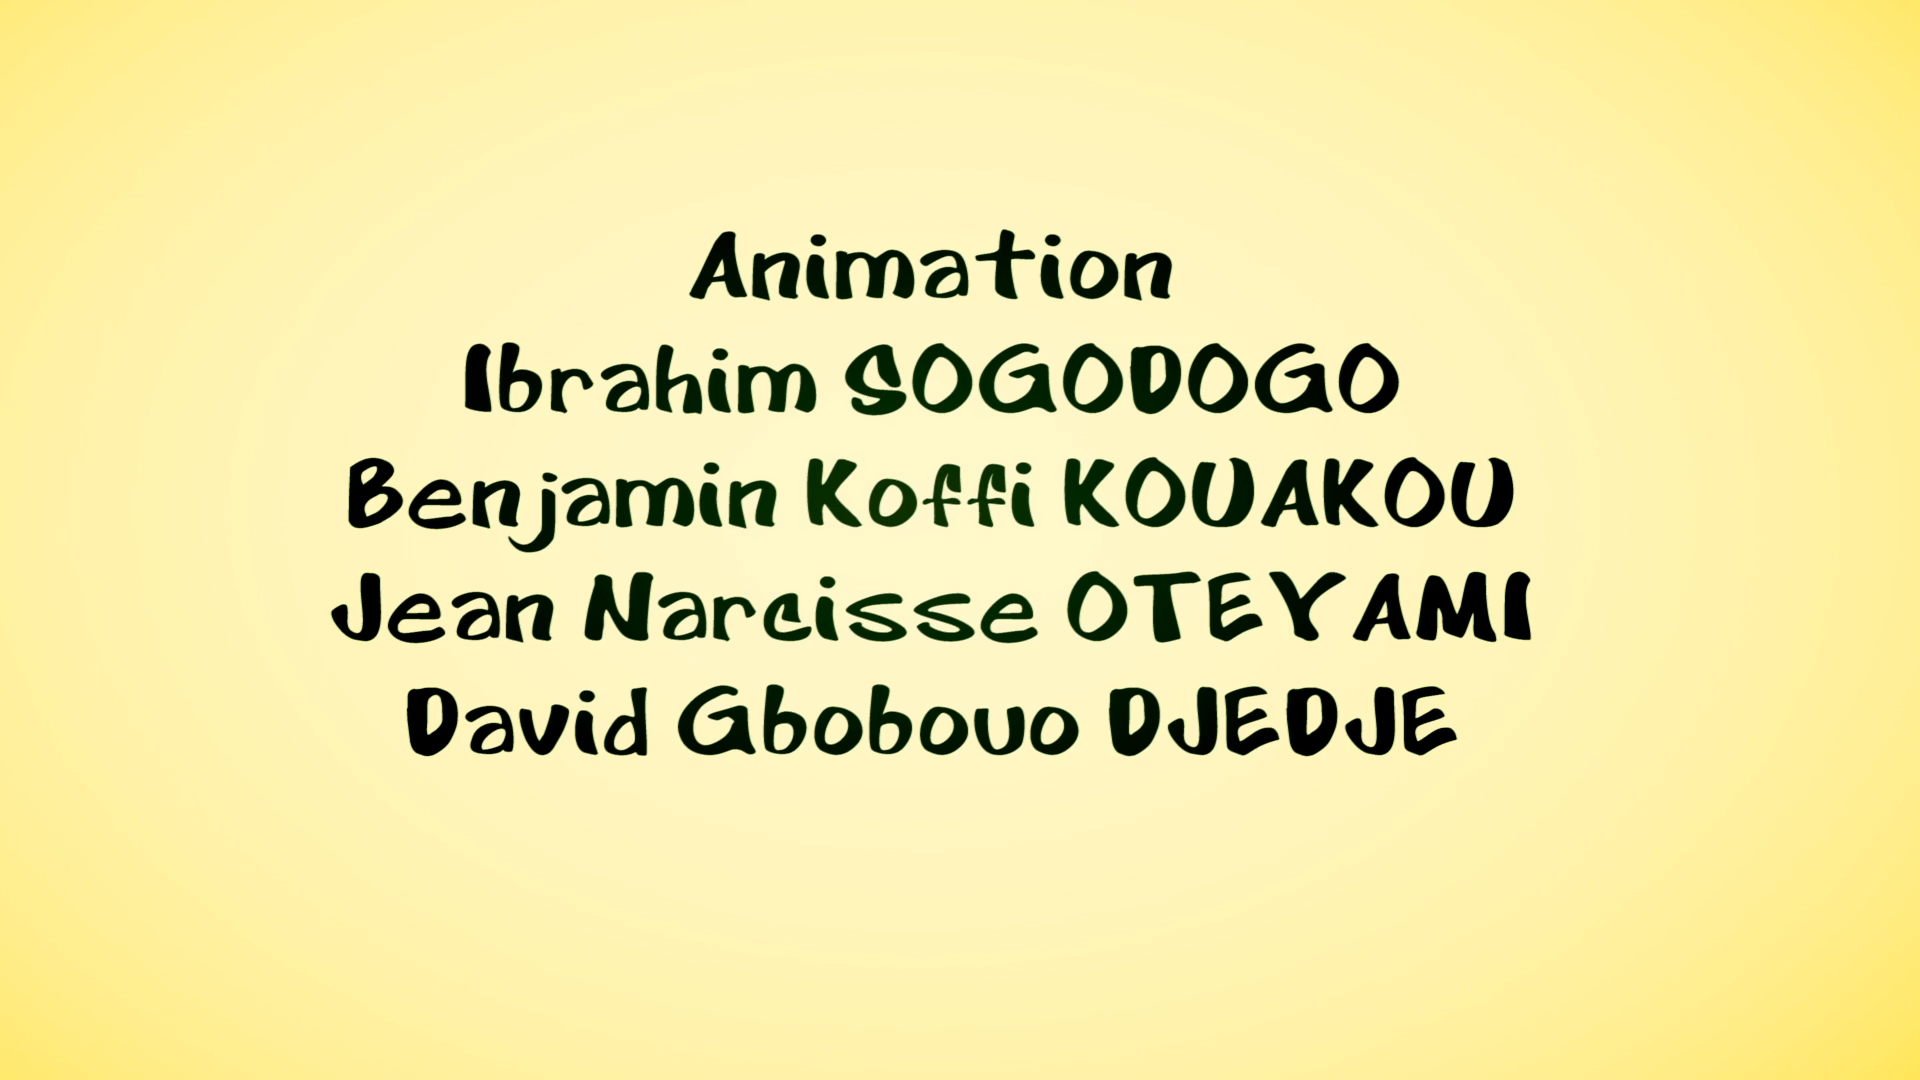 Animation
Ibrahim SOGODOGO
Benjamin Koffi KOUAKOU
Jean Narcisse OTEYAMI
David Gbobouo DJEDJE